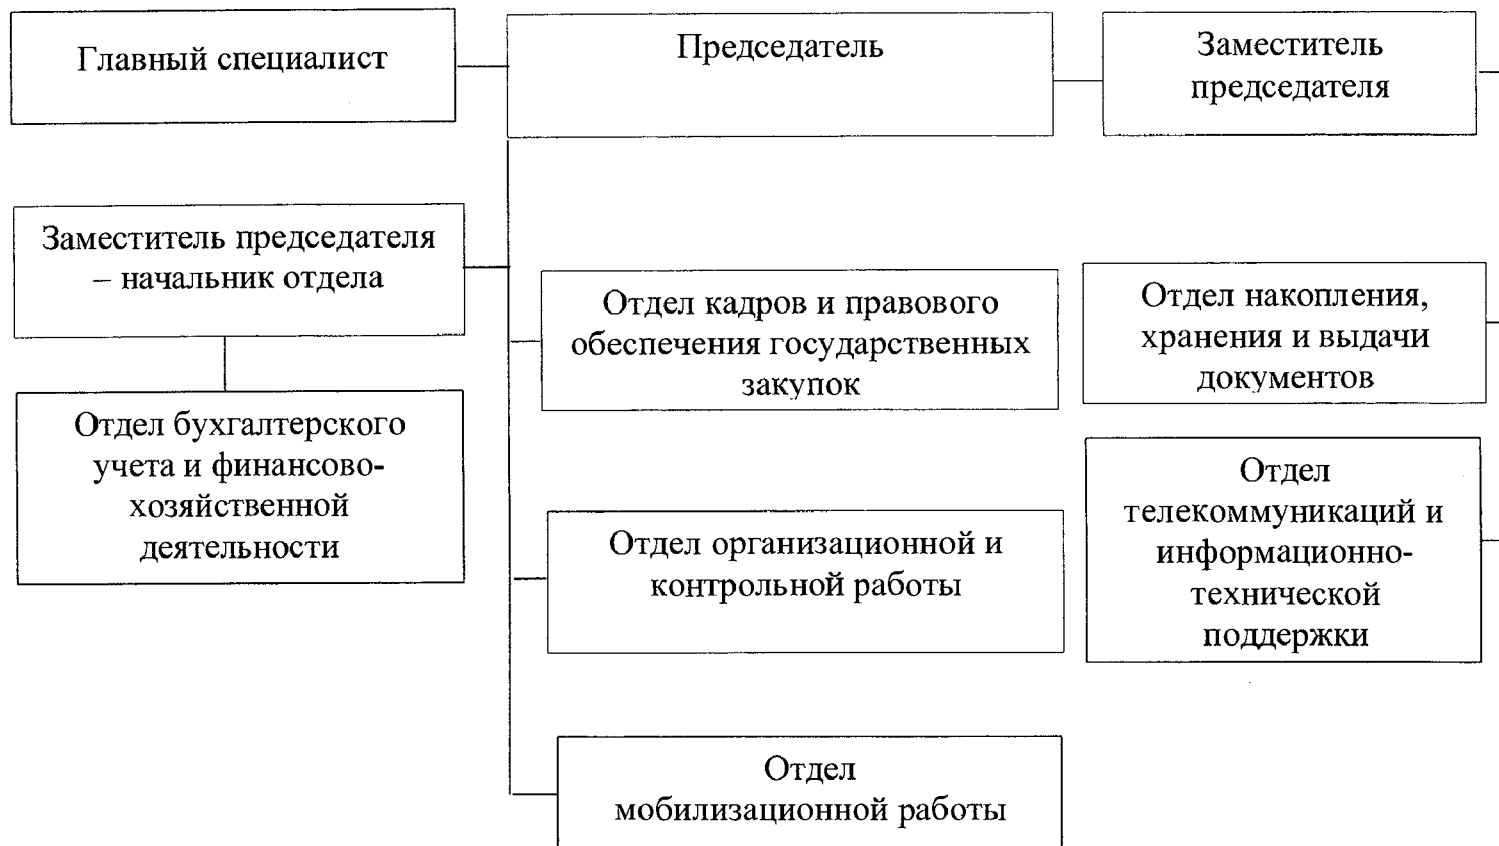 Главный специалист
Председатель
Заместитель
председателя
Заместитель председателя
– начальник отдела
Отдел кадров и правового
обеспечения государственных
закупок
Отдел накопления,
хранения и выдачи
документов
Отдел бухгалтерского
учета и финансово-
хозяйственной
деятельности
Отдел
телекоммуникаций и
информационно-
технической
поддержки
Отдел организационной и
контрольной работы
Отдел
мобилизационной работы